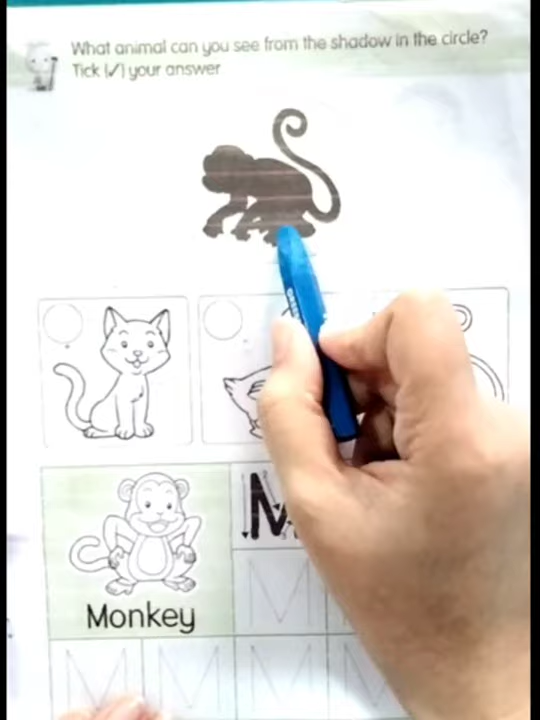 What animal can you see from the shadow in the circle?
Tick (✓) your answer
M
Monkey
M
M M M M